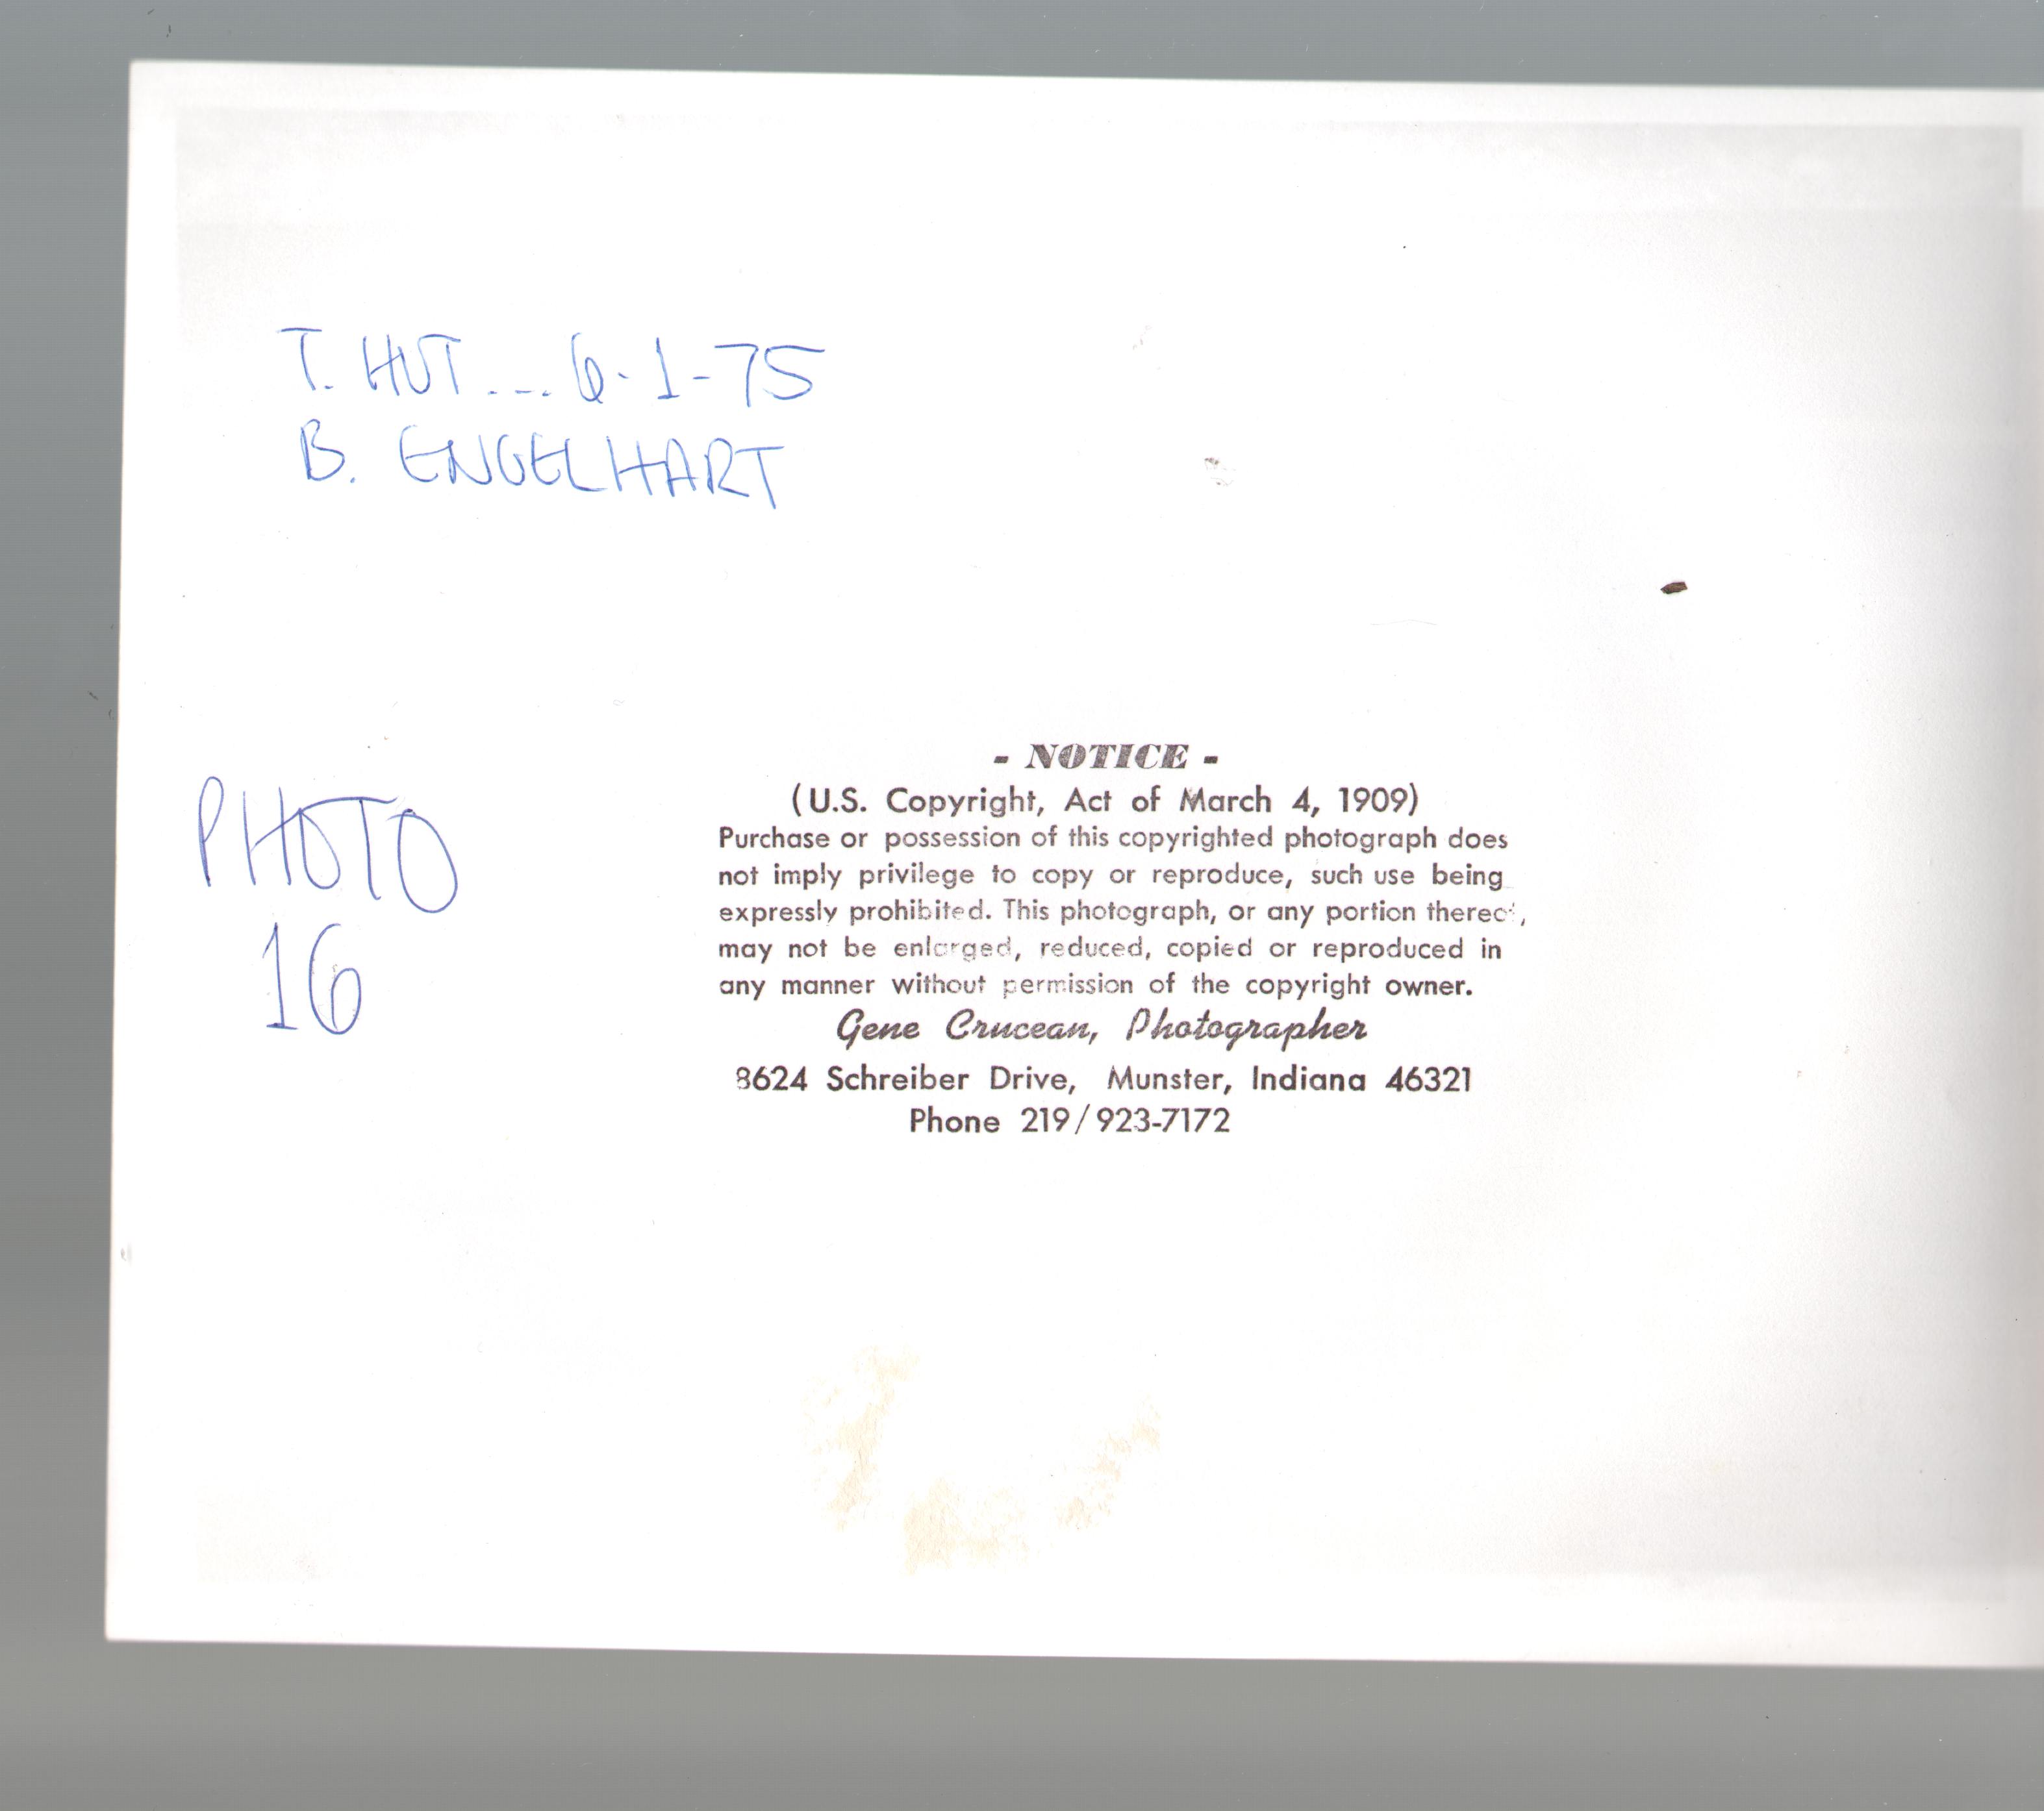 T. HUT ... 6-1-75
B. ENGELHART
PHOTO
16
- NOTICE -
(U.S. Copyright, Act of March 4, 1909)
Purchase or possession of this copyrighted photograph does
not imply privilege to copy or reproduce, such use being
expressly prohibited. This photograph, or any portion thereof,
may not be enlarged, reduced, copied or reproduced in
any manner without permission of the copyright owner.
Gene Crucean, Photographer
8624 Schreiber Drive, Munster, Indiana 46321
Phone 219/923-7172